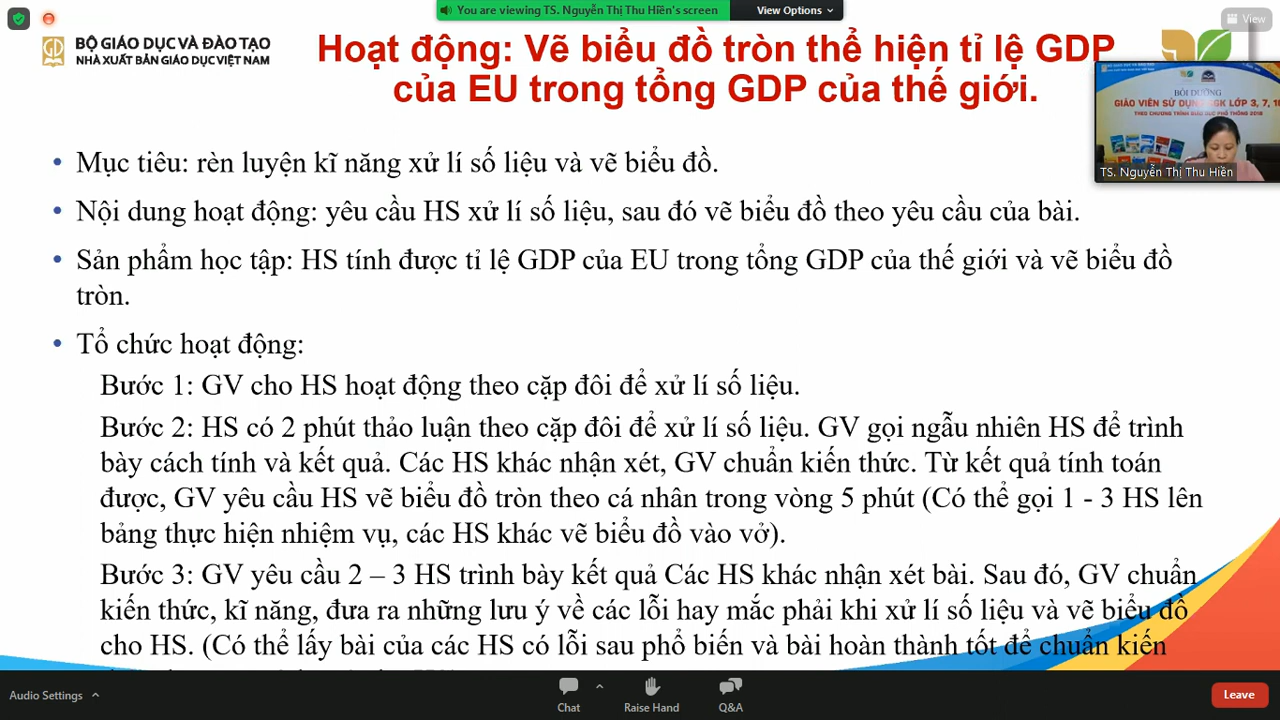 You are viewing TS. Nguyễn Thị Thu Hiền's screen
View Options
View
BỘ GIÁO DỤC VÀ ĐÀO TẠO
NHÀ XUẤT BẢN GIÁO DỤC VIỆT NAM
Hoạt động: Vẽ biểu đồ tròn thể hiện tỉ lệ GDP
của EU trong tổng GDP của thế giới.
BỒI DƯỠNG
GIÁO VIÊN SỬ DỤNG SGK LỚP 3, 7, 10
THEO CHƯƠNG TRÌNH GIÁO DỤC PHỔ THÔNG 2018
TS. Nguyễn Thị Thu Hiền
• Mục tiêu: rèn luyện kĩ năng xử lí số liệu và vẽ biểu đồ.
• Nội dung hoạt động: yêu cầu HS xử lí số liệu, sau đó vẽ biểu đồ theo yêu cầu của bài.
• Sản phẩm học tập: HS tính được tỉ lệ GDP của EU trong tổng GDP của thế giới và vẽ biểu đồ
tròn.
• Tổ chức hoạt động:
Bước 1: GV cho HS hoạt động theo cặp đôi để xử lí số liệu.
Bước 2: HS có 2 phút thảo luận theo cặp đôi để xử lí số liệu. GV gọi ngẫu nhiên HS để trình
bày cách tính và kết quả. Các HS khác nhận xét, GV chuẩn kiến thức. Từ kết quả tính toán
được, GV yêu cầu HS vẽ biểu đồ tròn theo cá nhân trong vòng 5 phút (Có thể gọi 1 - 3 HS lên
bảng thực hiện nhiệm vụ, các HS khác vẽ biểu đồ vào vở).
Bước 3: GV yêu cầu 2 – 3 HS trình bày kết quả Các HS khác nhận xét bài. Sau đó, GV chuẩn
kiến thức, kĩ năng, đưa ra những lưu ý về các lỗi hay mắc phải khi xử lí số liệu và vẽ biểu đồ
cho HS. (Có thể lấy bài của các HS có lỗi sau phổ biến và bài hoàn thành tốt để chuẩn kiến
Audio Settings
Chat
Raise Hand
Q&A
Leave